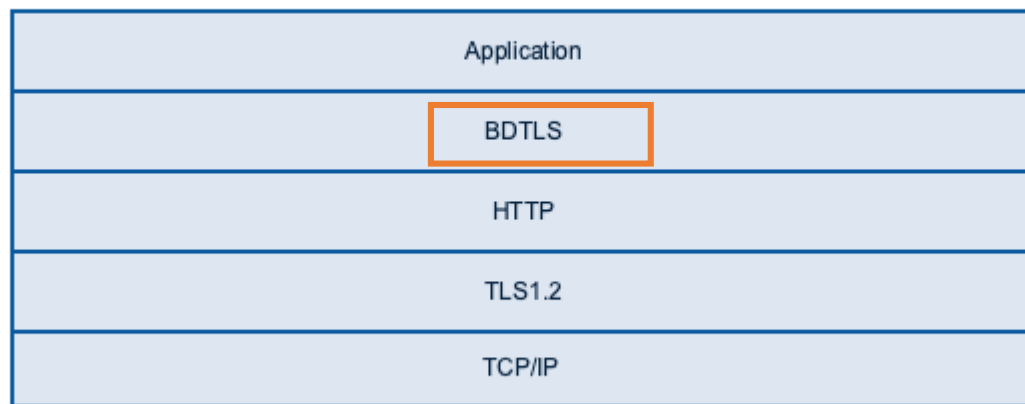 Application
BDTLS
HTTP
TLS1.2
TCP/IP